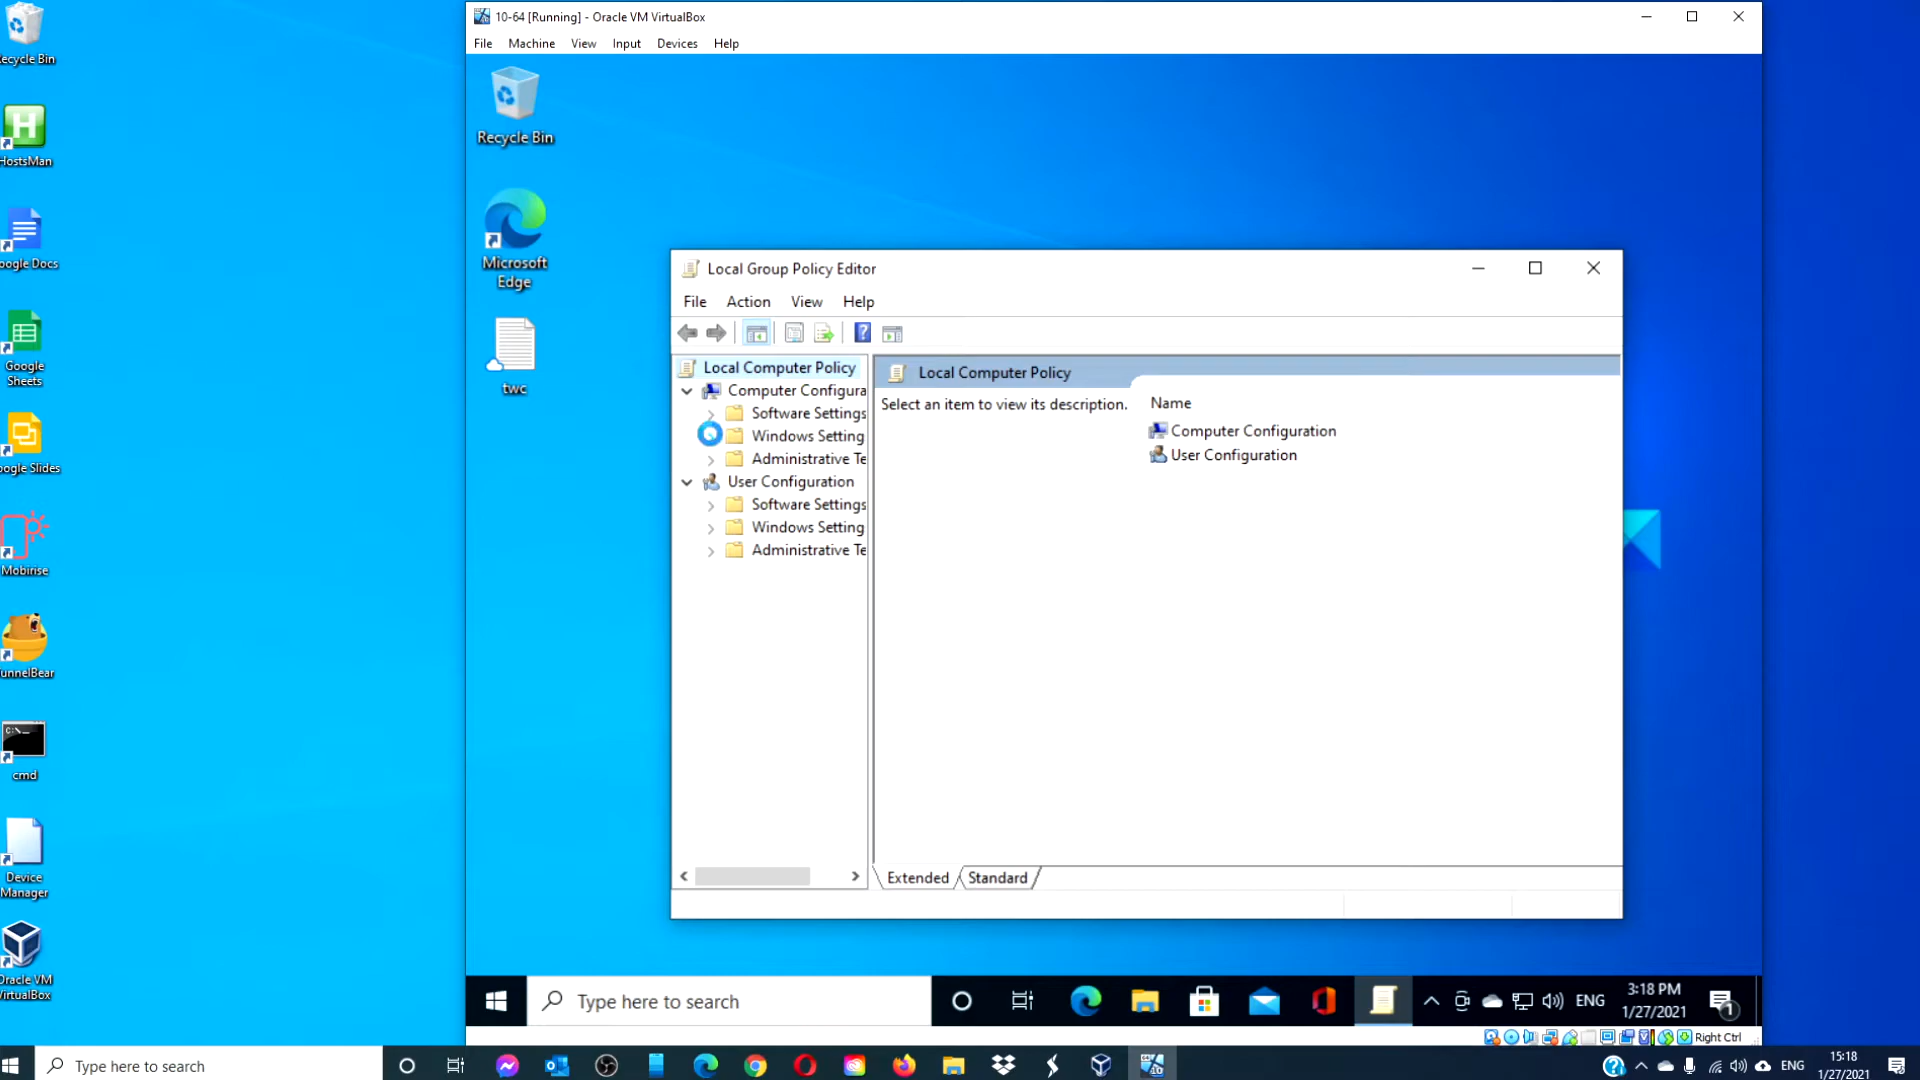 10-64 [Running] - Oracle VM VirtualBox
File Machine View Input Devices Help
ecycle Bin
HostsMan
oogle Docs
Google
Sheets
oogle Slides
Mobirise
unnelBear
C:\_
cmd
Device
Manager
Oracle VM
VirtualBox
Recycle Bin
Microsoft
Edge
twc
Local Group Policy Editor
File Action View Help
Local Computer Policy
Computer Configura
Software Settings
Windows Setting
Administrative Te
User Configuration
Software Settings
Windows Setting
Administrative Te
Local Computer Policy
Select an item to view its description.
Name
Computer Configuration
User Configuration
Extended
Standard
Type here to search
ENG
3:18 PM
1/27/2021
1
Right Ctrl
Type here to search
ENG
15:18
1/27/2021